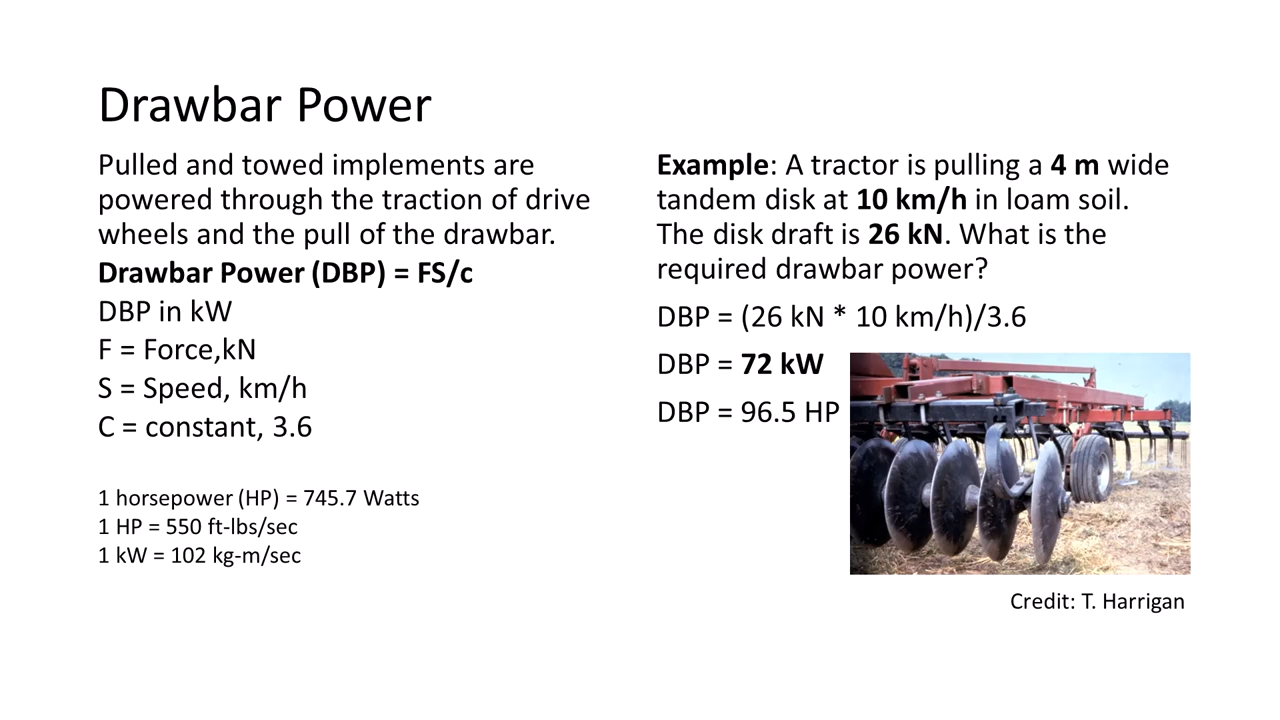 Drawbar Power
Pulled and towed implements are
powered through the traction of drive
wheels and the pull of the drawbar.
Drawbar Power (DBP) = FS/c
DBP in kW
F = Force,kN
S = Speed, km/h
C = constant, 3.6
1 horsepower (HP) = 745.7 Watts
1 HP = 550 ft-lbs/sec
1 kW = 102 kg-m/sec
Example: A tractor is pulling a 4 m wide
tandem disk at 10 km/h in loam soil.
The disk draft is 26 kN. What is the
required drawbar power?
DBP = (26 kN * 10 km/h)/3.6
DBP = 72 kW
DBP = 96.5 HP
Credit: T. Harrigan